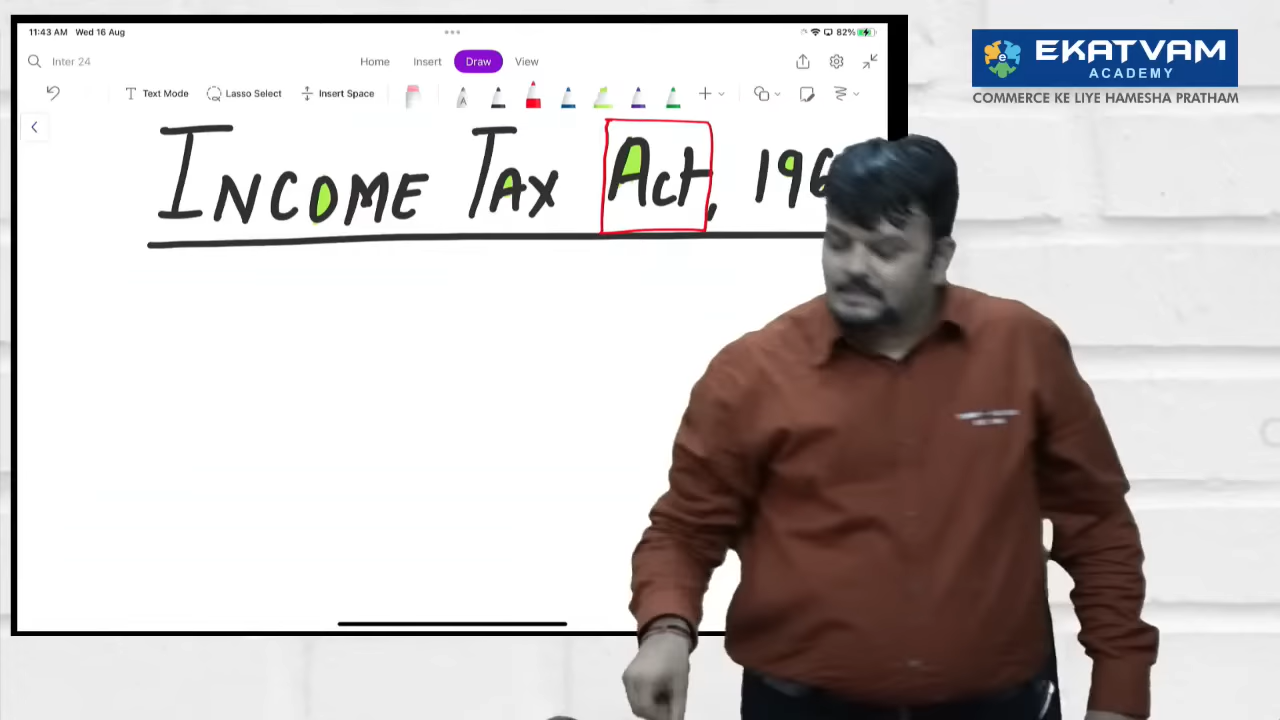 11:43 AM Wed 16 Aug
82%
Inter 24
Home Insert Draw View
Text Mode Lasso Select Insert Space
INCOME TAX Act, 196
EKATVAM
ACADEMY
COMMERCE KE LIYE HAMESHA PRATHAM